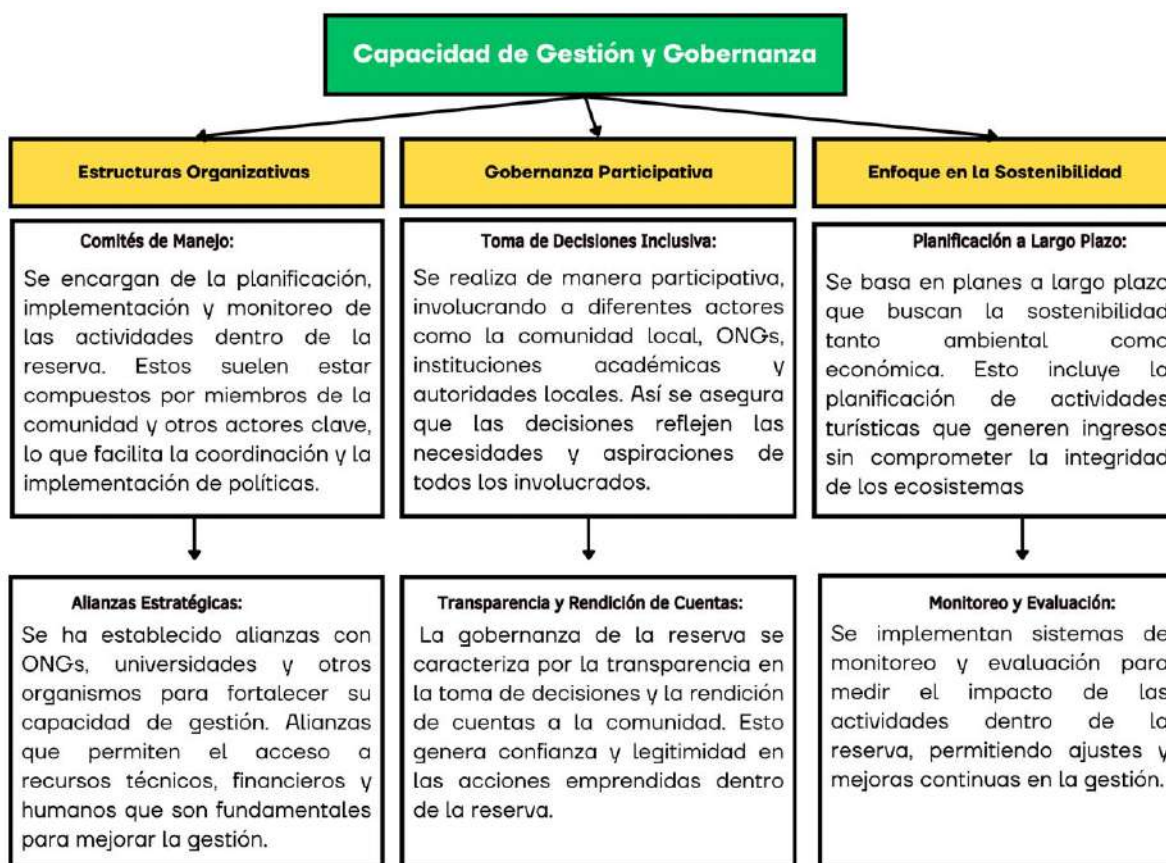 Capacidad de Gestión y Gobernanza
Estructuras Organizativas
Comités de Manejo:
Se encargan de la planificación,
implementación y monitoreo de
las actividades dentro de la
reserva. Estos suelen estar
compuestos por miembros de la
comunidad y otros actores clave,
lo que facilita la coordinación y la
implementación de políticas.
Alianzas Estratégicas:
Se ha establecido alianzas con
ONGs, universidades y otros
organismos para fortalecer su
capacidad de gestión. Alianzas
que permiten el acceso a
recursos técnicos, financieros y
humanos que son fundamentales
para mejorar la gestión.
Gobernanza Participativa
Toma de Decisiones Inclusiva:
Se realiza de manera participativa,
involucrando a diferentes actores
como la comunidad local, ONGs,
instituciones académicas y
autoridades locales. Así se asegura
que las decisiones reflejen las
necesidades y aspiraciones de
todos los involucrados.
Transparencia y Rendición de Cuentas:
La gobernanza de la reserva se
caracteriza por la transparencia en
la toma de decisiones y la rendición
de cuentas a la comunidad. Esto
genera confianza y legitimidad en
las acciones emprendidas dentro
de la reserva.
Enfoque en la Sostenibilidad
Planificación a Largo Plazo:
Se basa en planes a largo plazo
que buscan la sostenibilidad
tanto ambiental como
económica. Esto incluye la
planificación de actividades
turísticas que generen ingresos
sin comprometer la integridad
de los ecosistemas
Monitoreo y Evaluación:
Se implementan sistemas de
monitoreo y evaluación para
medir el impacto de las
actividades dentro de la
reserva, permitiendo ajustes y
mejoras continuas en la gestión.